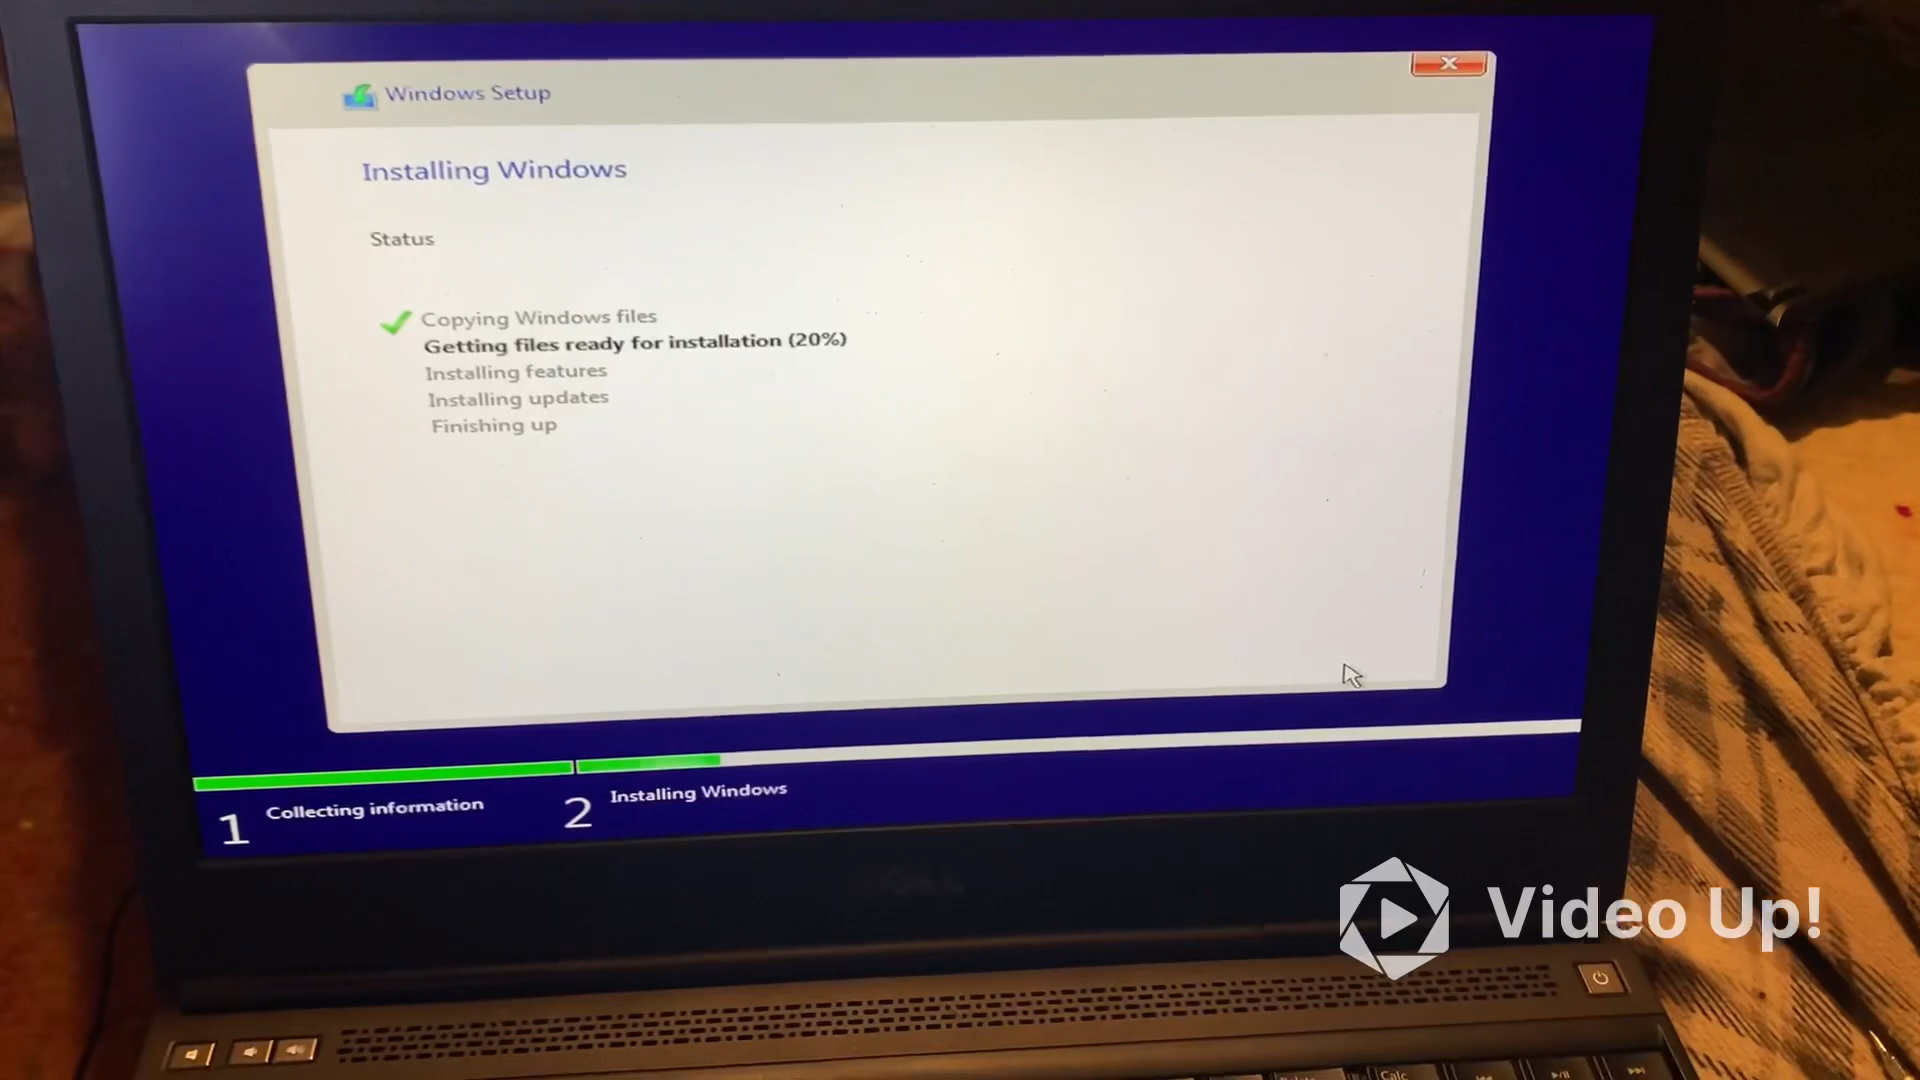 Windows Setup
Installing Windows
Status
Copying Windows files
Getting files ready for installation (20%)
Installing features
Installing updates
Finishing up
1 Collecting information
2 Installing Windows
Video Up!
Calc